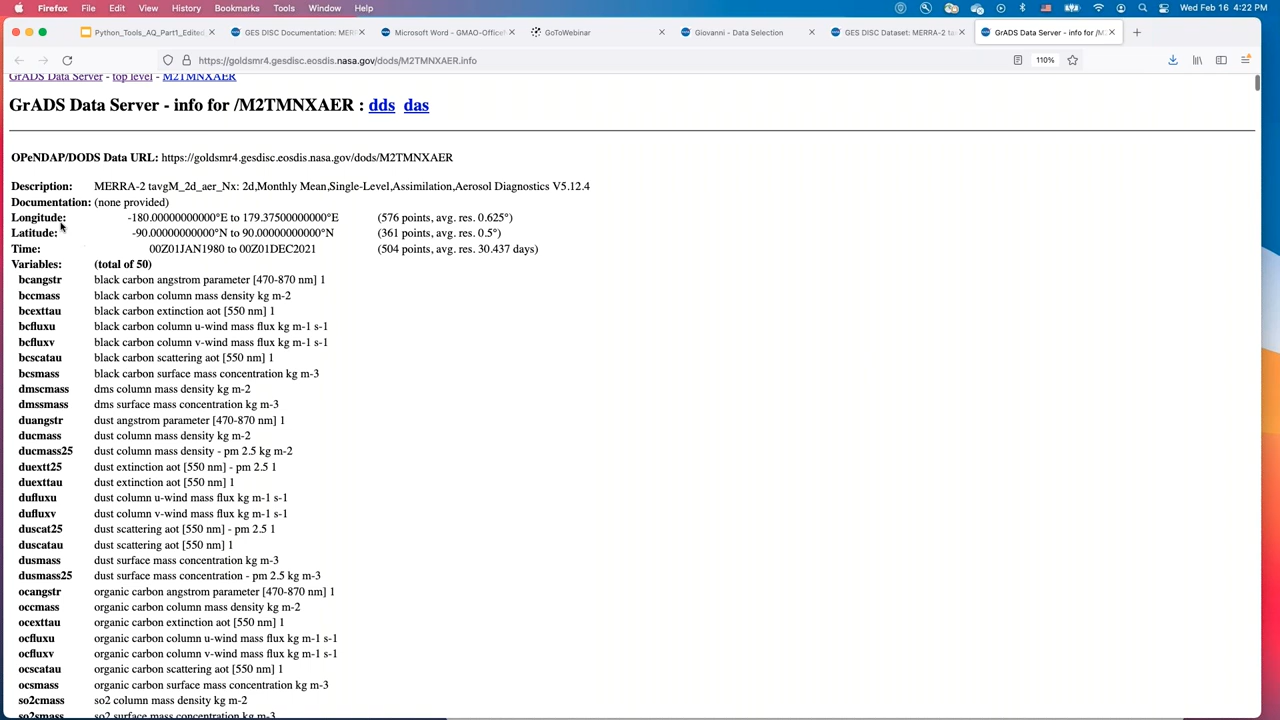 Firefox File Edit View History Bookmarks Tools Window Help Wed Feb 16 4:22 PM
Python_Tools_AQ_Part1_Edited GES DISC Documentation: MER Microsoft Word - GMAO-Office GoToWebinar Giovanni - Data Selection GES DISC Dataset: MERRA-2 ta GrADS Data Server - info for /M
https://goldsmr4.gesdisc.eosdis.nasa.gov/dods/M2TMNXAER.info 110%
GrADS Data Server - top level - M2TMNXAER
GrADS Data Server - info for /M2TMNXAER : dds das
OPeNDAP/DODS Data URL: https://goldsmr4.gesdisc.eosdis.nasa.gov/dods/M2TMNXAER
Description: MERRA-2 tavgM_2d_aer_Nx: 2d,Monthly Mean,Single-Level,Assimilation,Aerosol Diagnostics V5.12.4
Documentation: (none provided)
Longitude: -180.00000000000°E to 179.37500000000°E (576 points, avg. res. 0.625°)
Latitude: -90.00000000000°N to 90.00000000000°N (361 points, avg. res. 0.5°)
Time: 00Z01JAN1980 to 00Z01DEC2021 (504 points, avg. res. 30.437 days)
Variables: (total of 50)
bcangstr black carbon angstrom parameter [470-870 nm] 1
bccmass black carbon column mass density kg m-2
bcexttau black carbon extinction aot [550 nm] 1
bcfluxu black carbon column u-wind mass flux kg m-1 s-1
bcfluxv black carbon column v-wind mass flux kg m-1 s-1
bcscatau black carbon scattering aot [550 nm] 1
bcsmass black carbon surface mass concentration kg m-3
dmscmass dms column mass density kg m-2
dmssmass dms surface mass concentration kg m-3
duangstr dust angstrom parameter [470-870 nm] 1
ducmass dust column mass density kg m-2
ducmass25 dust column mass density - pm 2.5 kg m-2
duextt25 dust extinction aot [550 nm] - pm 2.5 1
duexttau dust extinction aot [550 nm] 1
dufluxu dust column u-wind mass flux kg m-1 s-1
dufluxv dust column v-wind mass flux kg m-1 s-1
duscat25 dust scattering aot [550 nm] - pm 2.5 1
duscatau dust scattering aot [550 nm] 1
dusmass dust surface mass concentration kg m-3
dusmass25 dust surface mass concentration - pm 2.5 kg m-3
ocangstr organic carbon angstrom parameter [470-870 nm] 1
occmass organic carbon column mass density kg m-2
ocexttau organic carbon extinction aot [550 nm] 1
ocfluxu organic carbon column u-wind mass flux kg m-1 s-1
ocfluxv organic carbon column v-wind mass flux kg m-1 s-1
ocscatau organic carbon scattering aot [550 nm] 1
ocsmass organic carbon surface mass concentration kg m-3
so2cmass so2 column mass density kg m-2
so2smass so2 surface mass concentration kg m-3